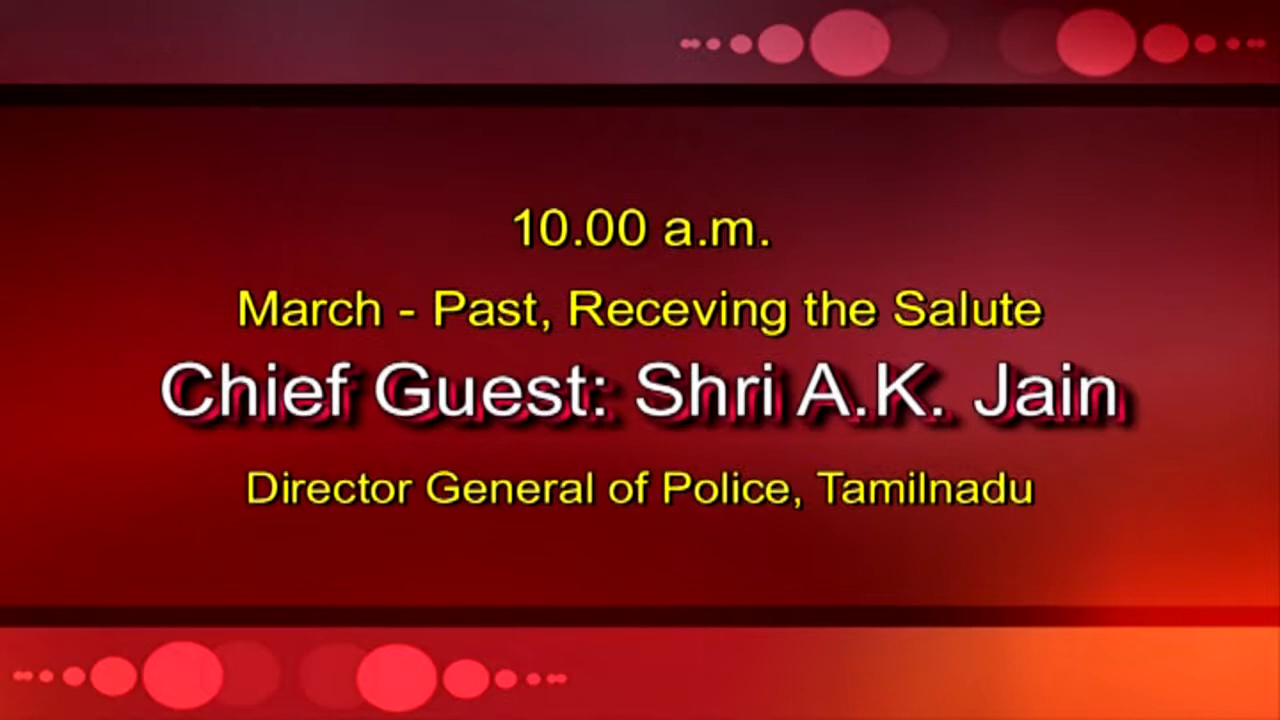 10.00 a.m.
March - Past, Receving the Salute
Chief Guest: Shri A.K. Jain
Director General of Police, Tamilnadu